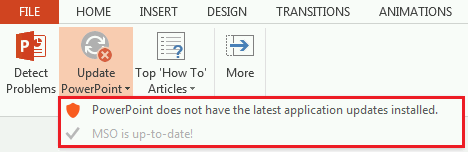 FILE HOME INSERT DESIGN TRANSITIONS ANIMATIONS
Detect Problems
Update PowerPoint
Top 'How To' Articles
More
PowerPoint does not have the latest application updates installed.
MSO is up-to-date!